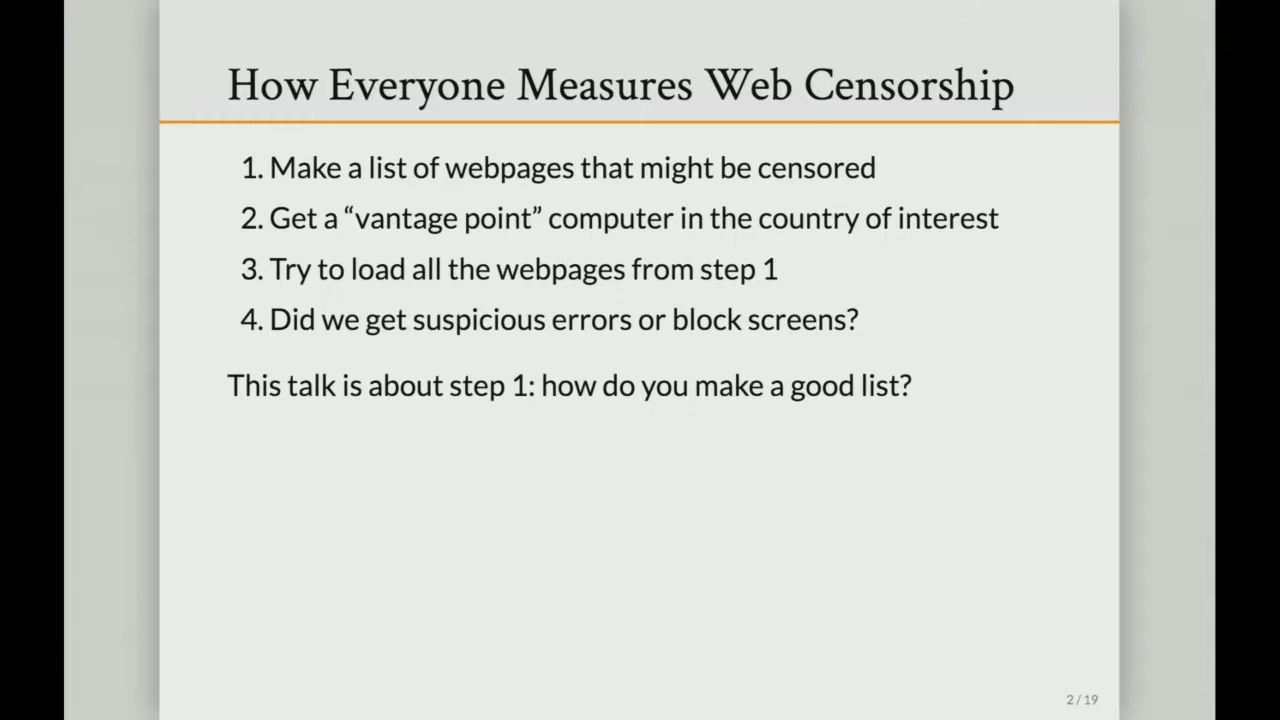 How Everyone Measures Web Censorship
1. Make a list of webpages that might be censored
2. Get a “vantage point” computer in the country of interest
3. Try to load all the webpages from step 1
4. Did we get suspicious errors or block screens?
This talk is about step 1: how do you make a good list?
2/19